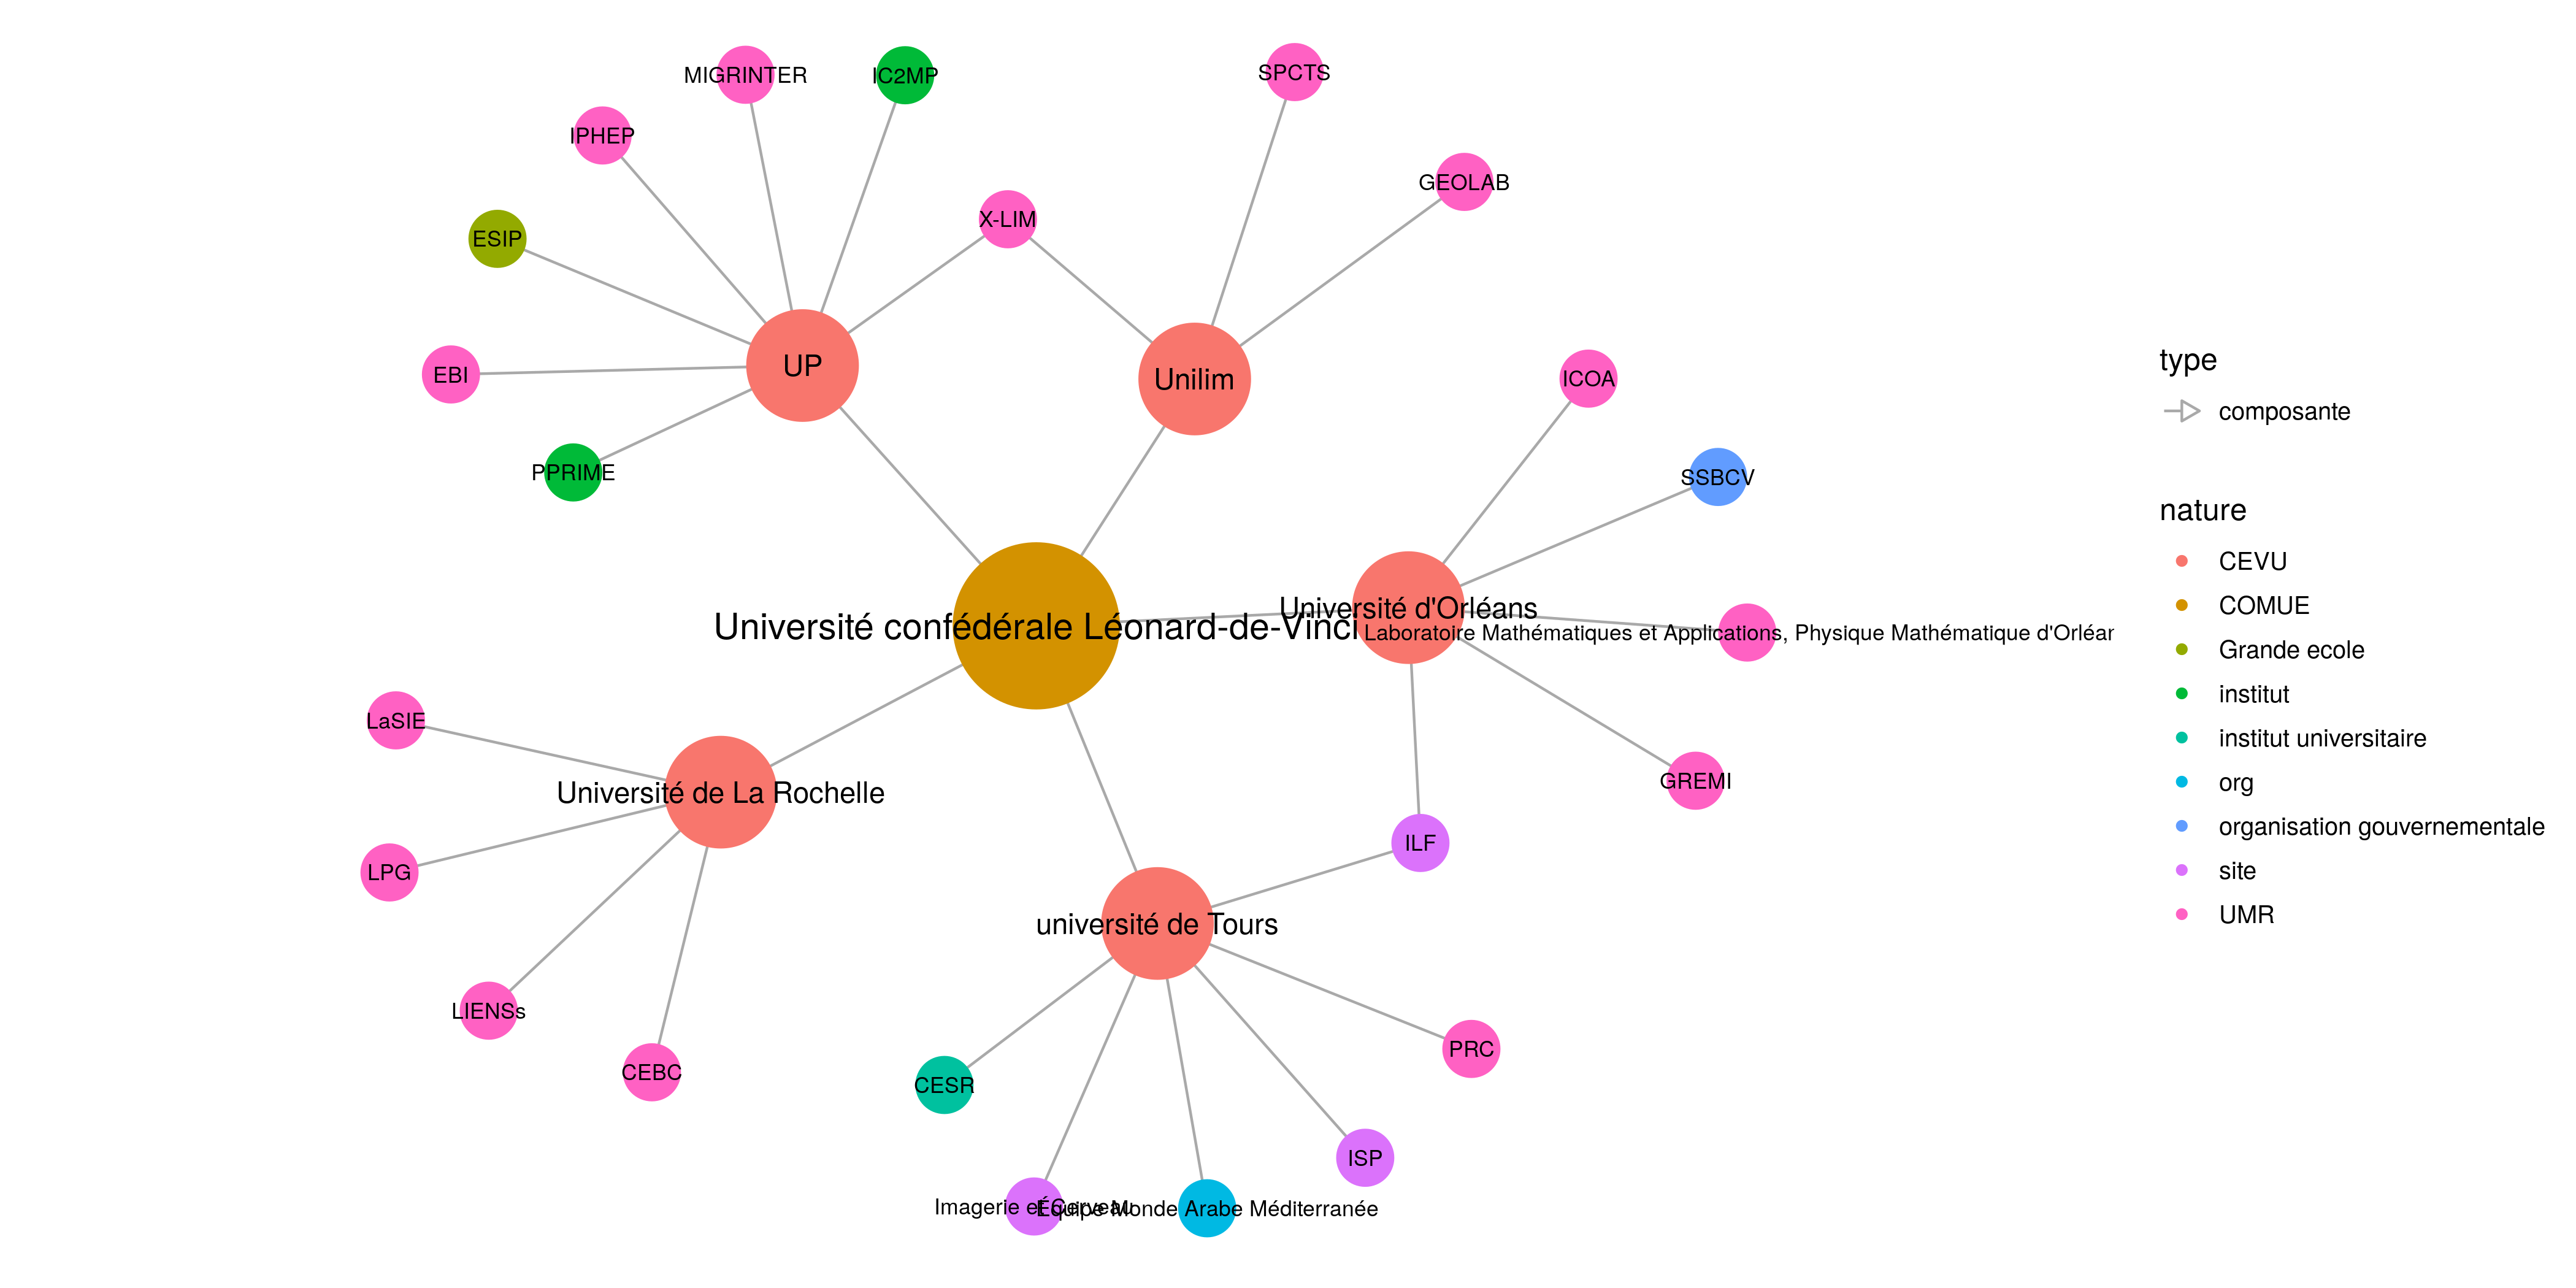 MIGRINTER
IC2MP
SPCTS
IPHEP
GEOLAB
X-LIM
ESIP
UP
EBI
Unilim
ICOA
PPRIME
SSBCV
Université confédérale Léonard-de-Vinci
Université d'Orléans
Laboratoire Mathématiques et Applications, Physique Mathématique d'Orléar
LaSIE
GREMI
Université de La Rochelle
ILF
LPG
université de Tours
LIENSs
CEBC
PRC
CESR
ISP
Imagerie et Cerveau
Équipe Monde Arabe Méditerranée
type
composante
nature
CEVU
COMUE
Grande ecole
institut
institut universitaire
org
organisation gouvernementale
site
UMR